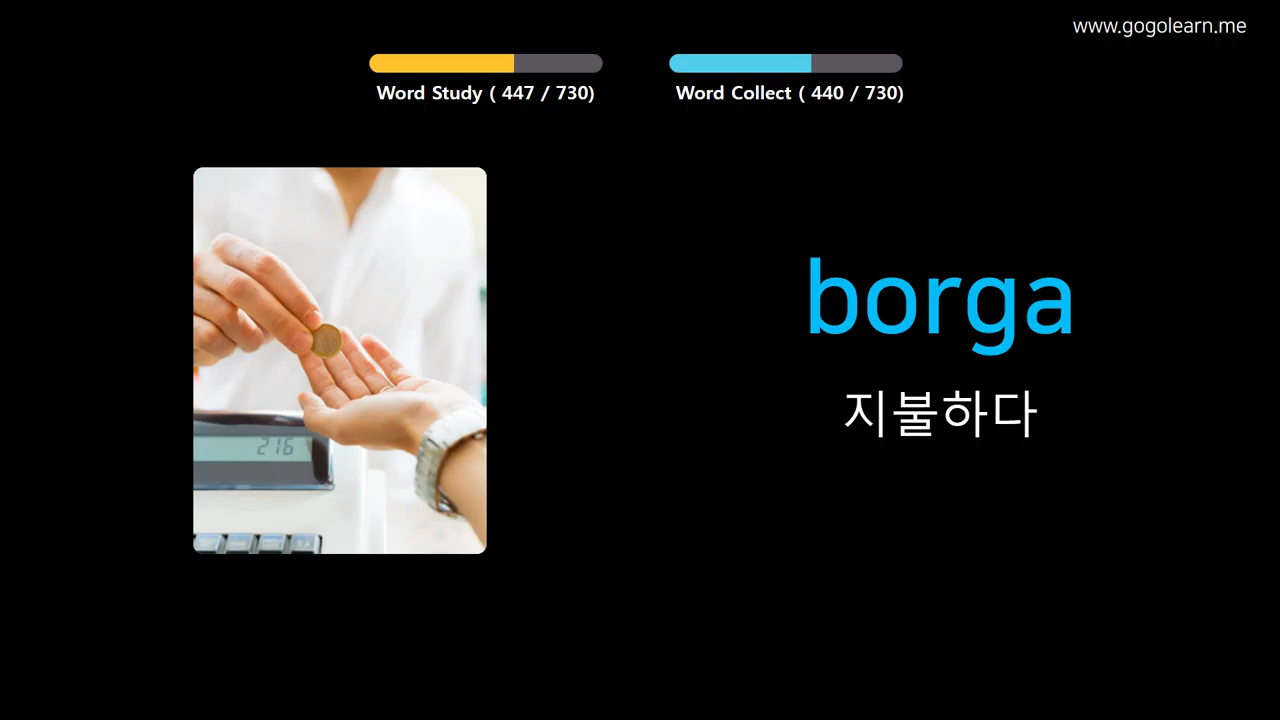 www.gogolearn.me
Word Study ( 447 / 730)
Word Collect ( 440 / 730)
borga
지불하다
216